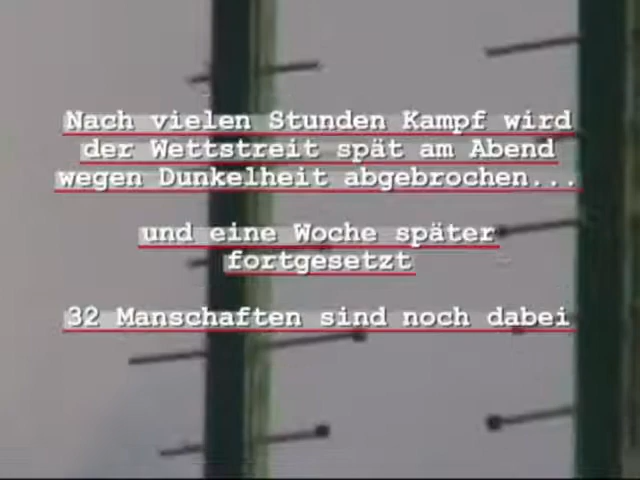 Nach vielen Stunden Kampf wird
der Wettstreit spät am Abend
wegen Dunkelheit abgebrochen...
und eine Woche später
fortgesetzt
32 Manschaften sind noch dabei